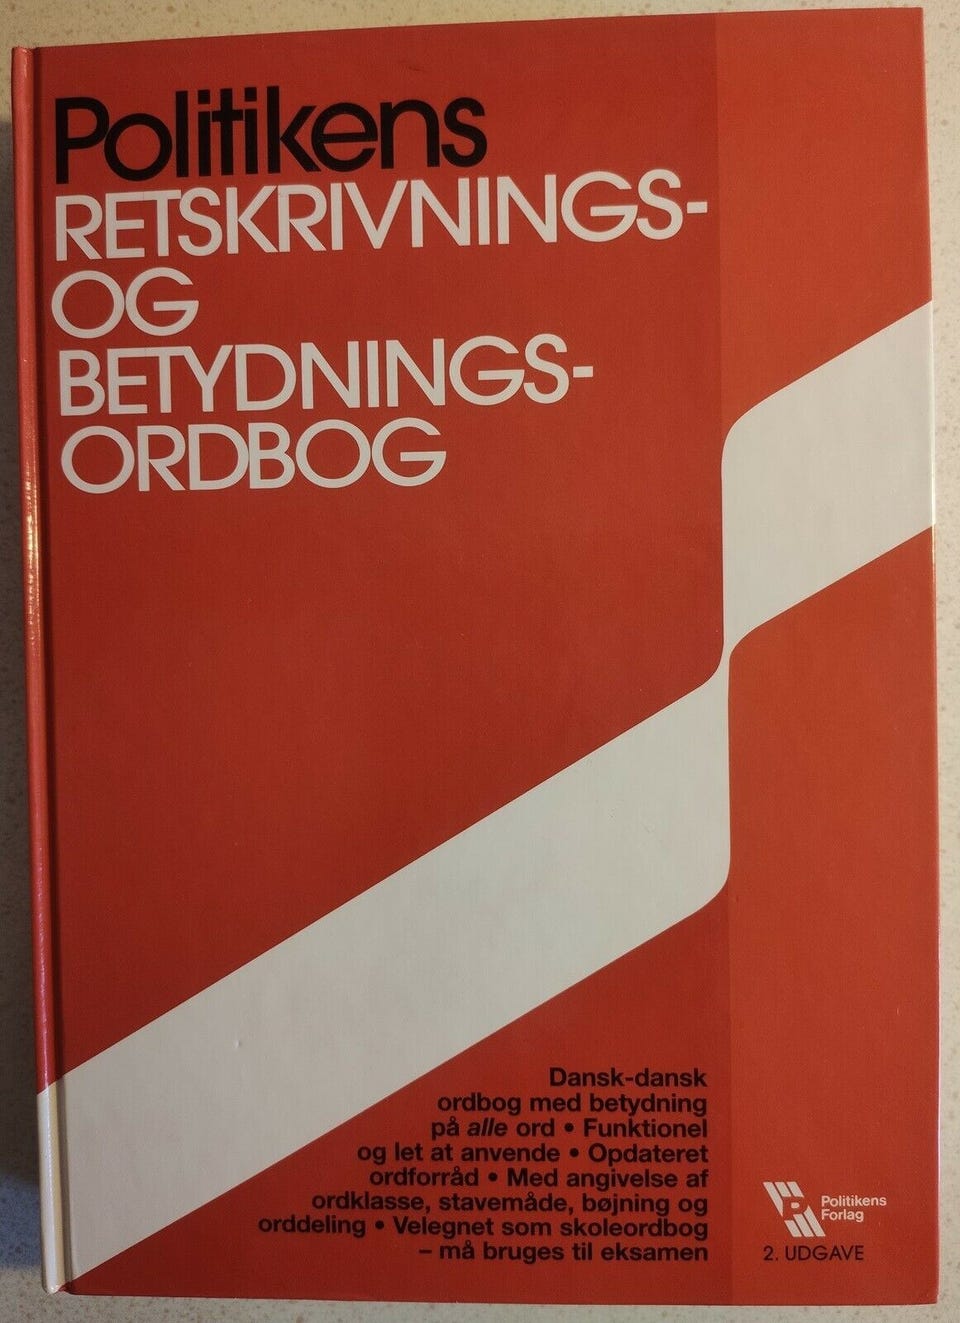 Politikens
RETSKRIVNINGS-
OG
BETYDNINGS-
ORDBOG
Dansk-dansk
ordbog med betydning
på alle ord • Funktionel
og let at anvende • Opdateret
ordforråd • Med angivelse af
ordklasse, stavemåde, bøjning og
orddeling • Velegnet som skoleordbog
– må bruges til eksamen
Politikens
Forlag
2. UDGAVE